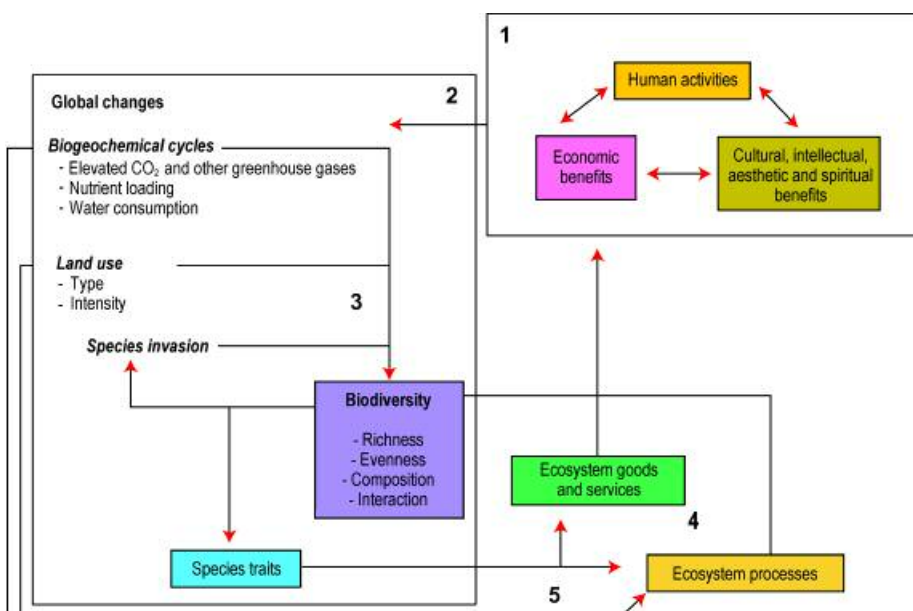 1
Human activities
Economic
benefits
Cultural, intellectual,
aesthetic and spiritual
benefits
2
Global changes
Biogeochemical cycles
- Elevated CO₂ and other greenhouse gases
- Nutrient loading
- Water consumption
Land use
- Type
- Intensity
3
Species invasion
Biodiversity
- Richness
- Evenness
- Composition
- Interaction
Ecosystem goods
and services
4
Species traits
5
Ecosystem processes